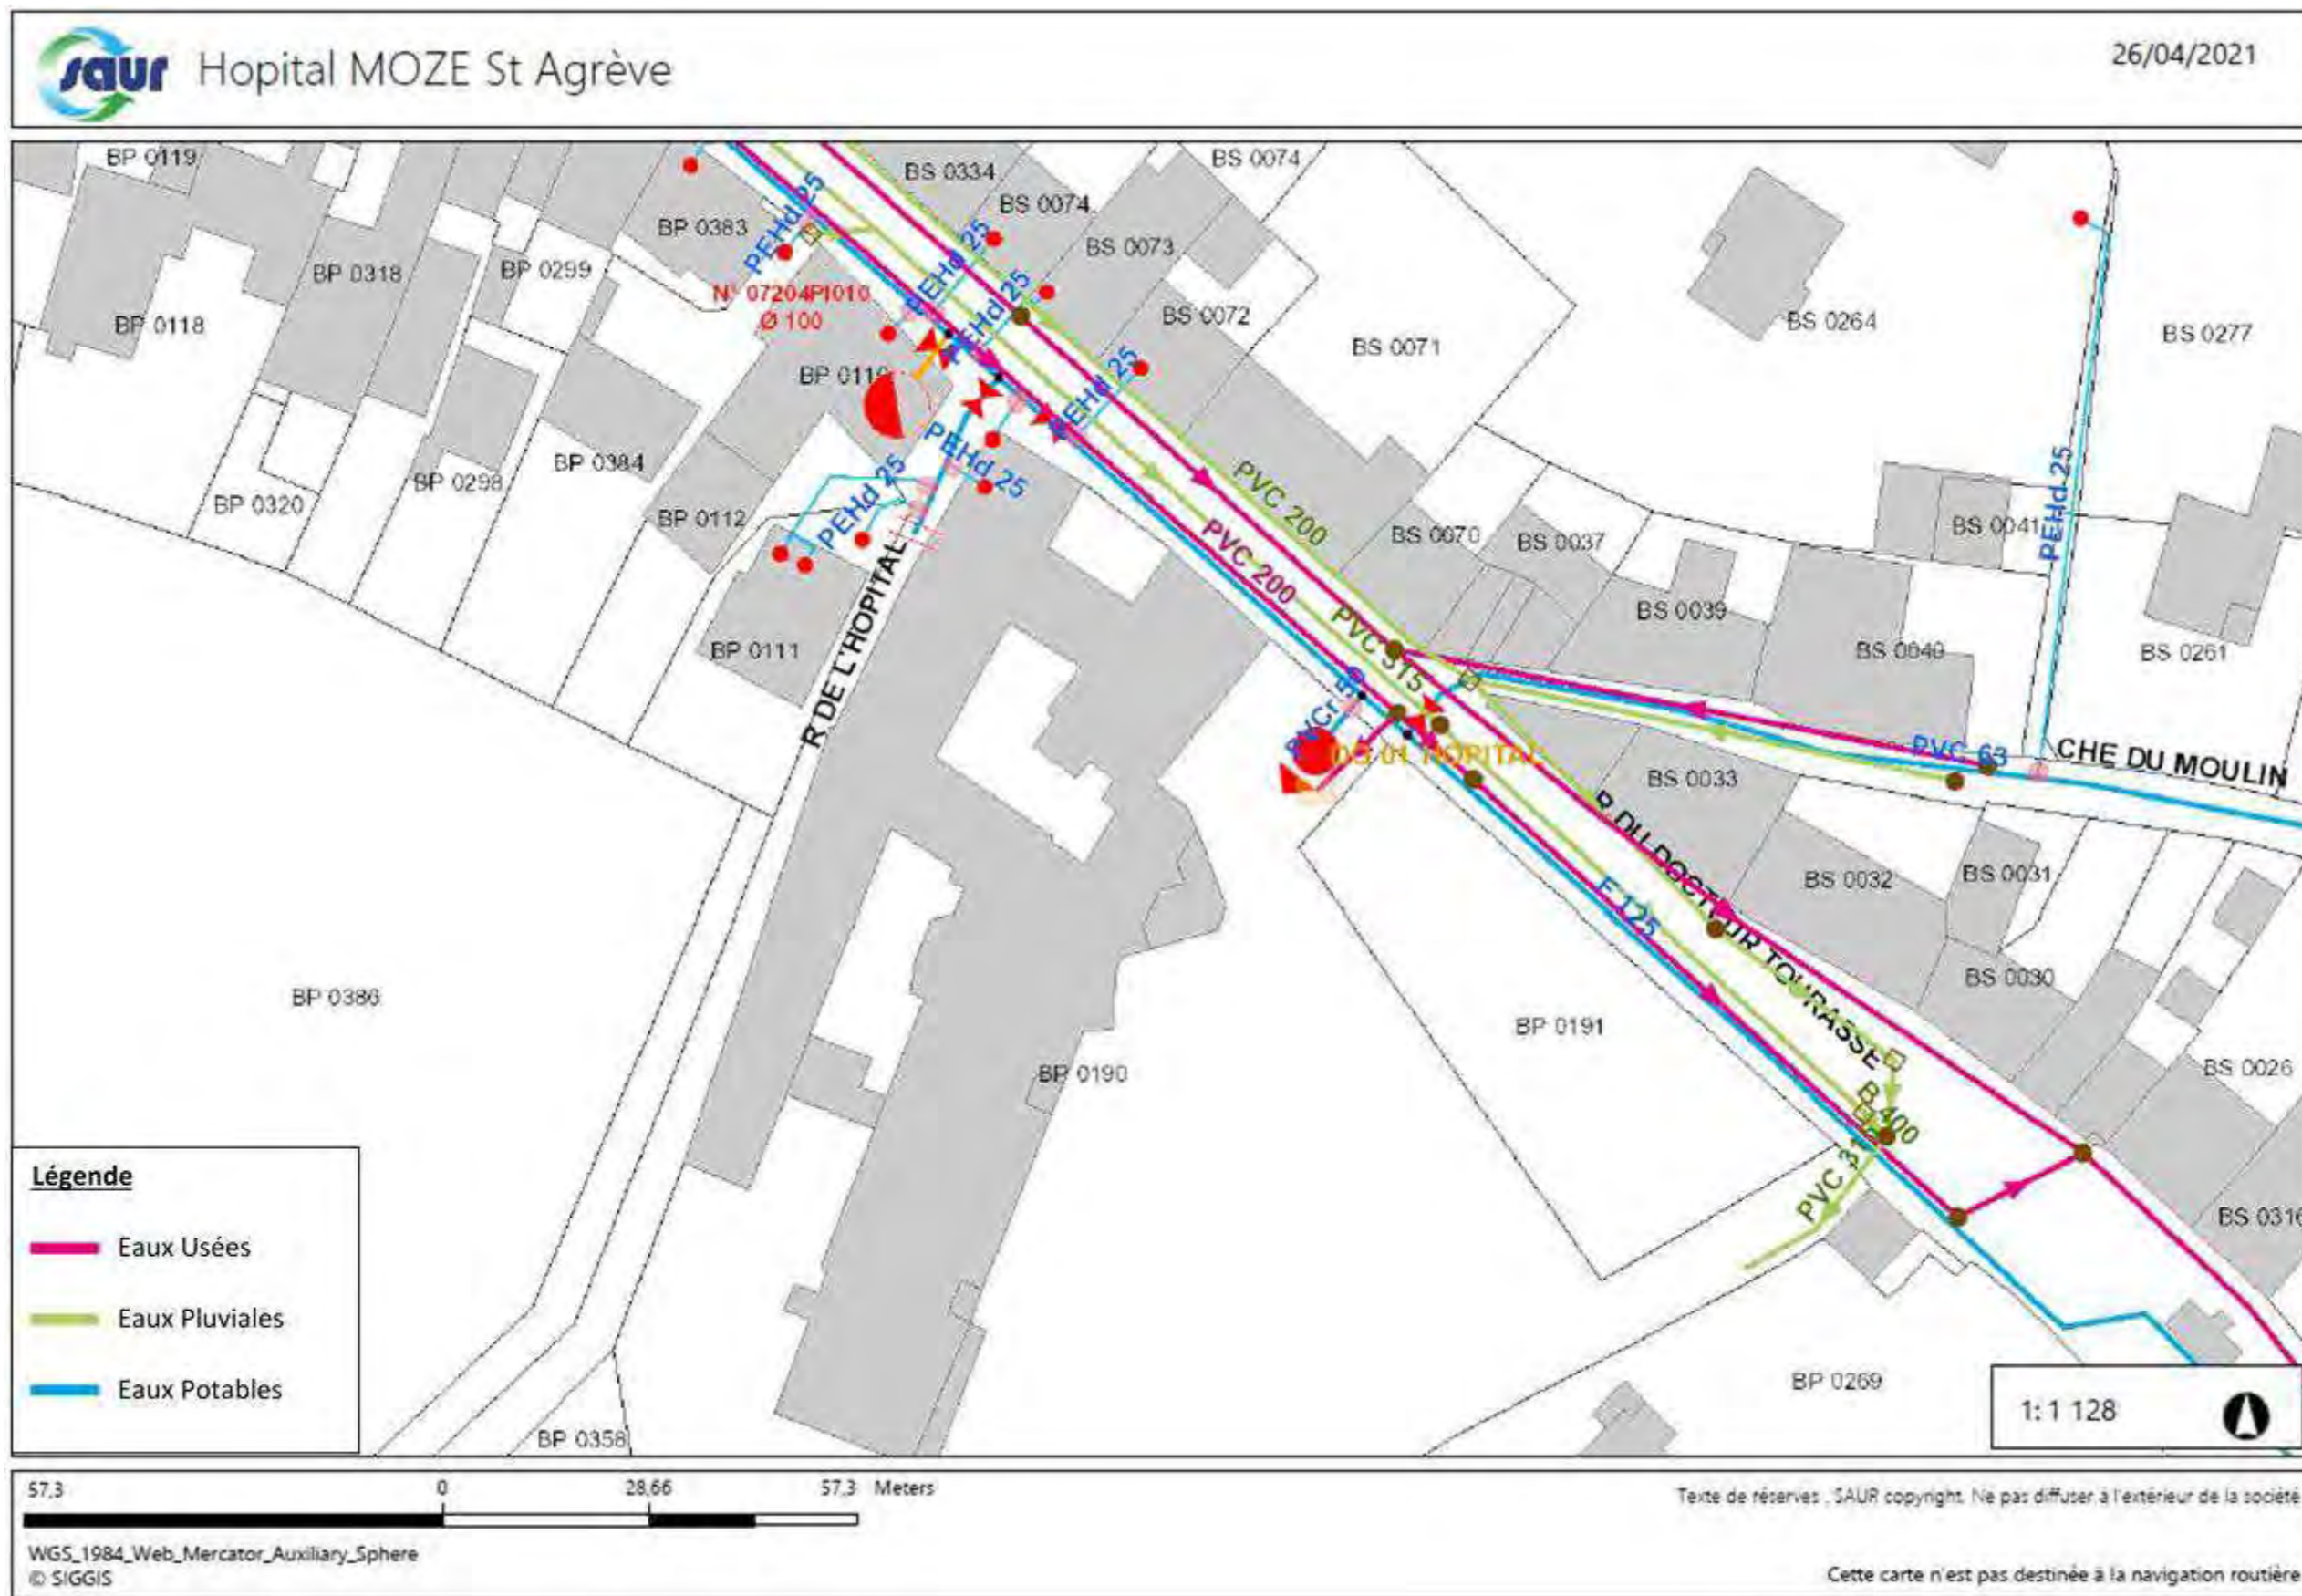 saur Hopital MOZE St Agrève
26/04/2021
BP 0119
BS 0334
BS 0074
BS 0074
BP 0383
BS 0073
PEHd 25
PEHd 25
PEHd 25
PEHd 25
BP 0318
BP 0299
N° 07204PI010
Ø 100
BP 0118
BS 0072
BS 0071
BS 0264
BS 0277
BP 0384
BP 0298
BP 0320
BP 0112
PEHd 25
PEHd 25
PVC 200
PVC 200
BS 0070
BS 0037
BS 0041
PEHd 25
BP 0111
R DE L'HOPITAL
PVC 315
BS 0039
BS 0040
BS 0261
PVC 63
CHE DU MOULIN
BS 0033
R DU DOCTEUR TOURASSE
F 125
BS 0032
BS 0031
BS 0030
BS 0026
BP 0386
BP 0191
BP 0190
B 400
BS 0316
BP 0269
BP 0358
Légende
Eaux Usées
Eaux Pluviales
Eaux Potables
1: 1 128
57,3 0 28,66 57,3 Meters
WGS_1984_Web_Mercator_Auxiliary_Sphere
© SIGGIS
Texte de réserves . SAUR copyright. Ne pas diffuser à l'extérieur de la société
Cette carte n'est pas destinée à la navigation routière